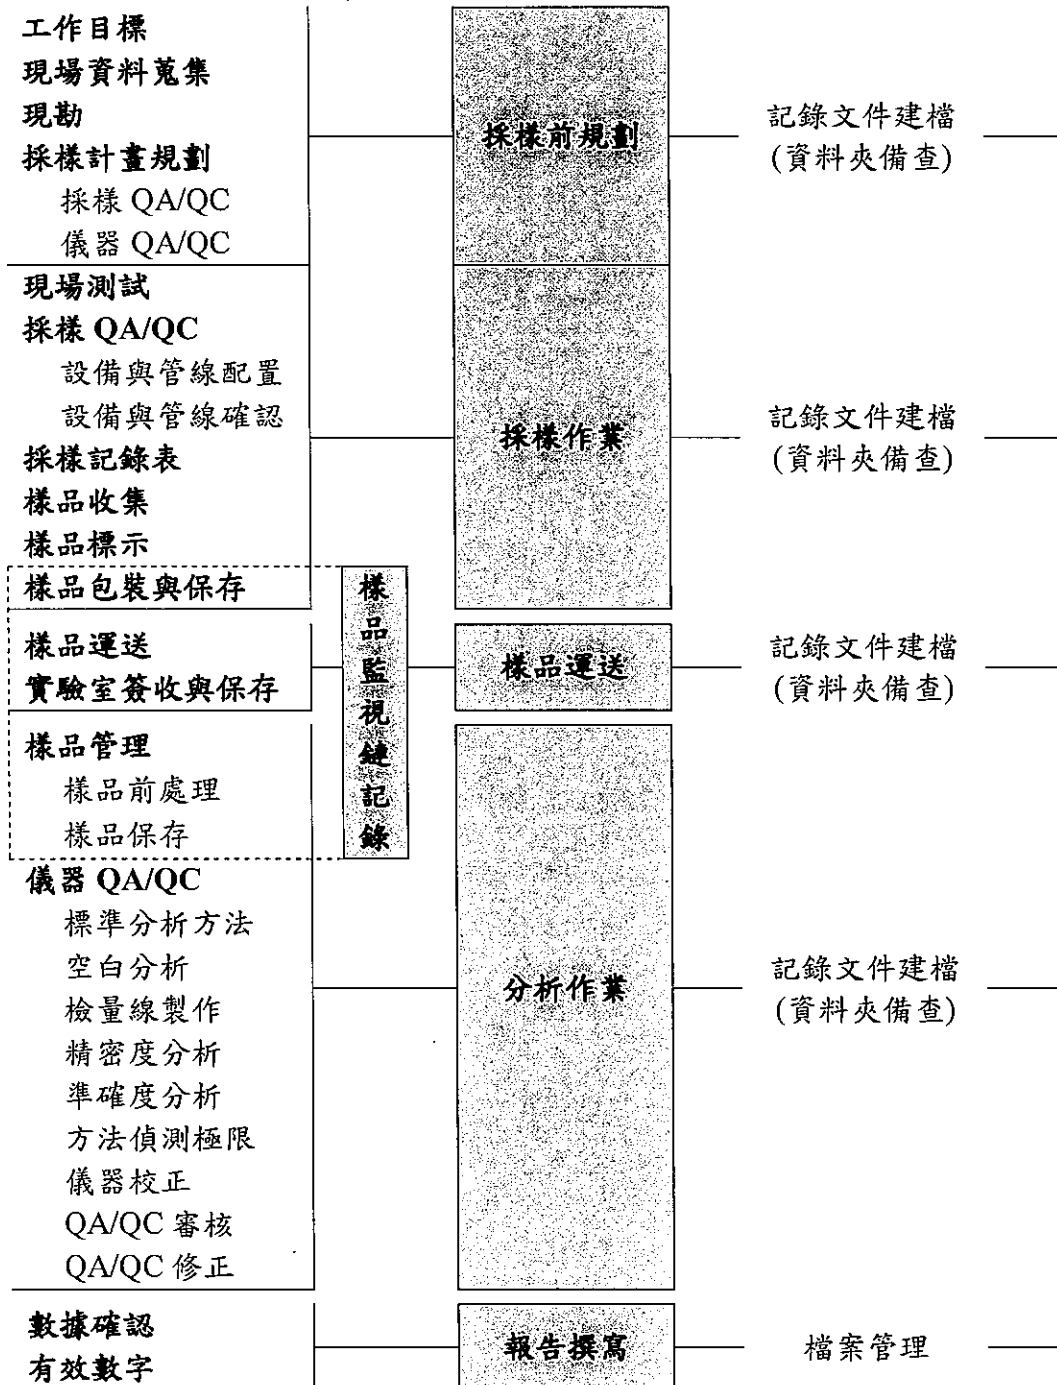 工作目標
現場資料蒐集
現勘
採樣計畫規劃
採樣 QA/QC
儀器 QA/QC
採樣前規劃
記錄文件建檔
(資料夾備查)
現場測試
採樣 QA/QC
設備與管線配置
設備與管線確認
採樣記錄表
樣品收集
樣品標示
樣品包裝與保存
採樣作業
記錄文件建檔
(資料夾備查)
樣品運送
實驗室簽收與保存
樣品監視鏈記錄
樣品運送
記錄文件建檔
(資料夾備查)
樣品管理
樣品前處理
樣品保存
儀器 QA/QC
標準分析方法
空白分析
檢量線製作
精密度分析
準確度分析
方法偵測極限
儀器校正
QA/QC 審核
QA/QC 修正
分析作業
記錄文件建檔
(資料夾備查)
數據確認
有效數字
報告撰寫
檔案管理